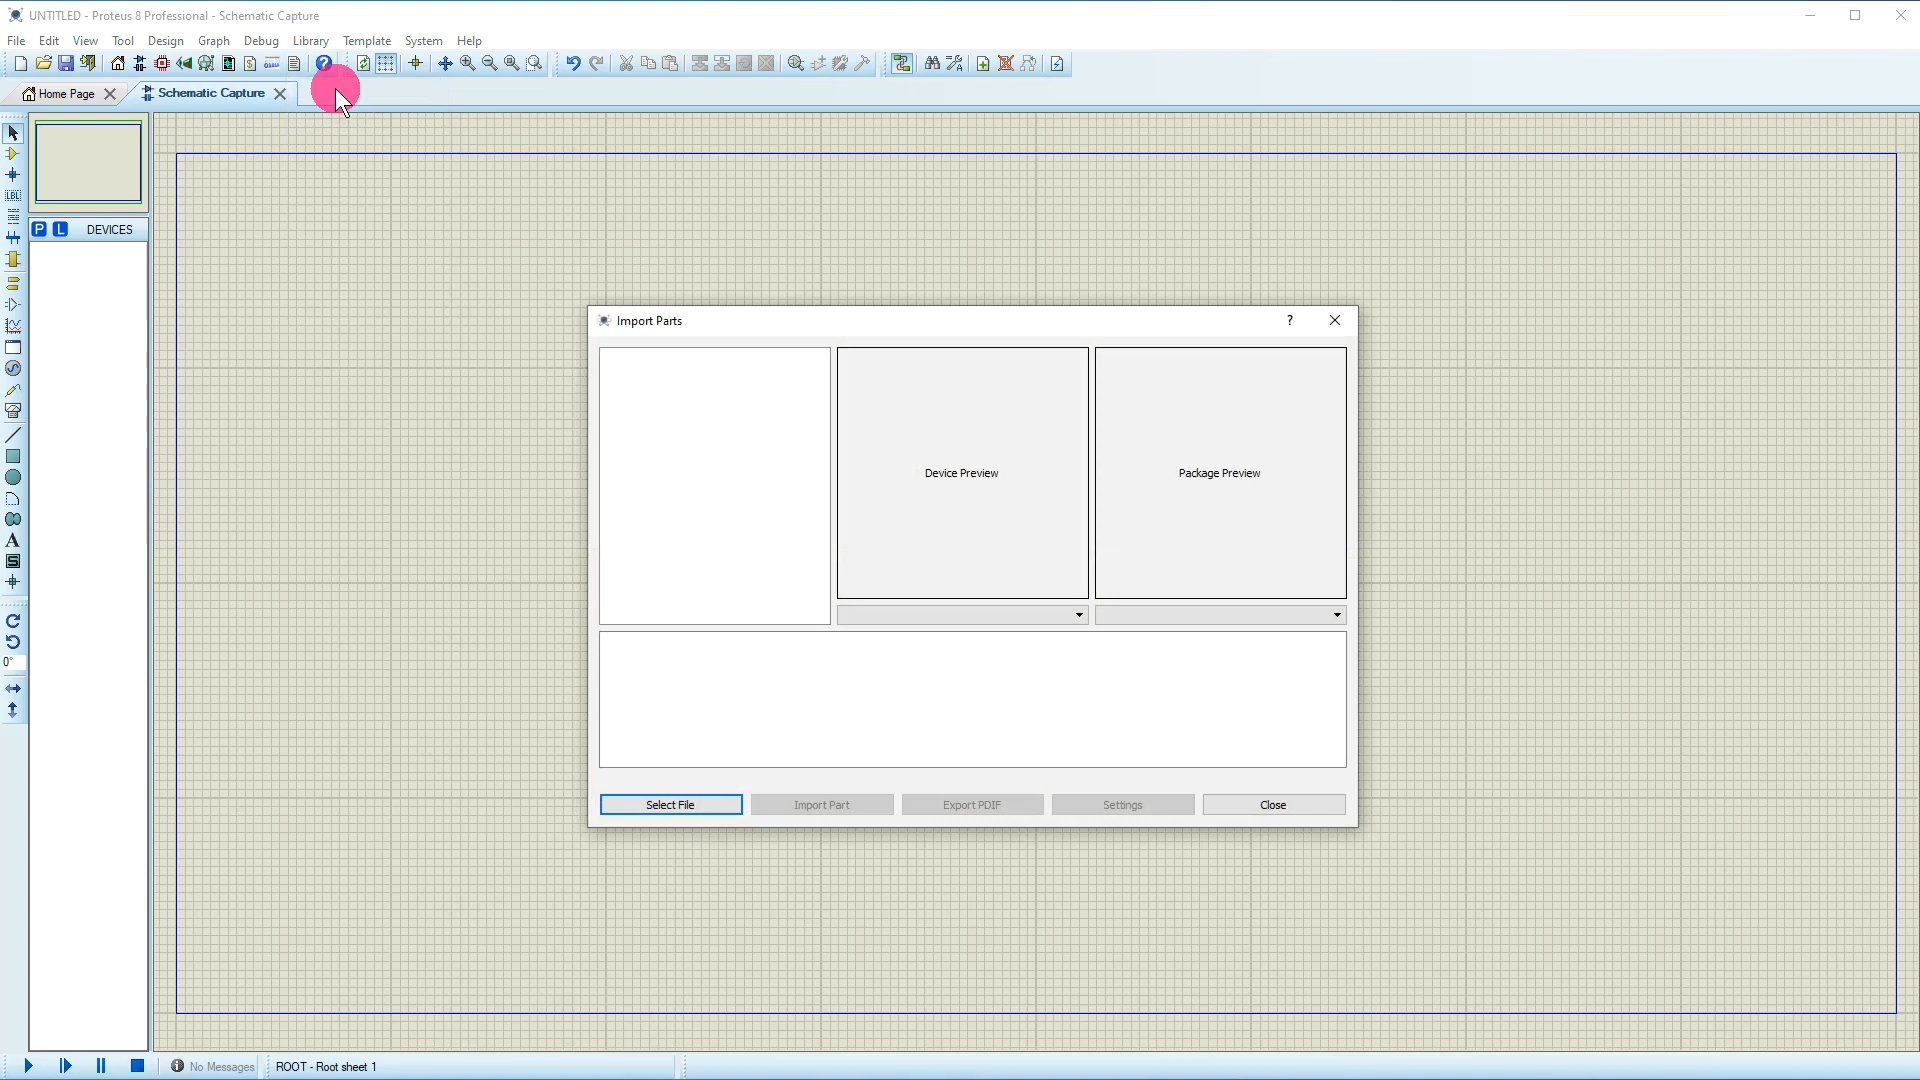 UNTITLED - Proteus 8 Professional - Schematic Capture
File Edit View Tool Design Graph Debug Library Template System Help
Home Page Schematic Capture
LBL
P L DEVICES
Import Parts ?
Device Preview Package Preview
A
S
0°
Select File Import Part Export PDIF Settings Close
No Messages ROOT - Root sheet 1